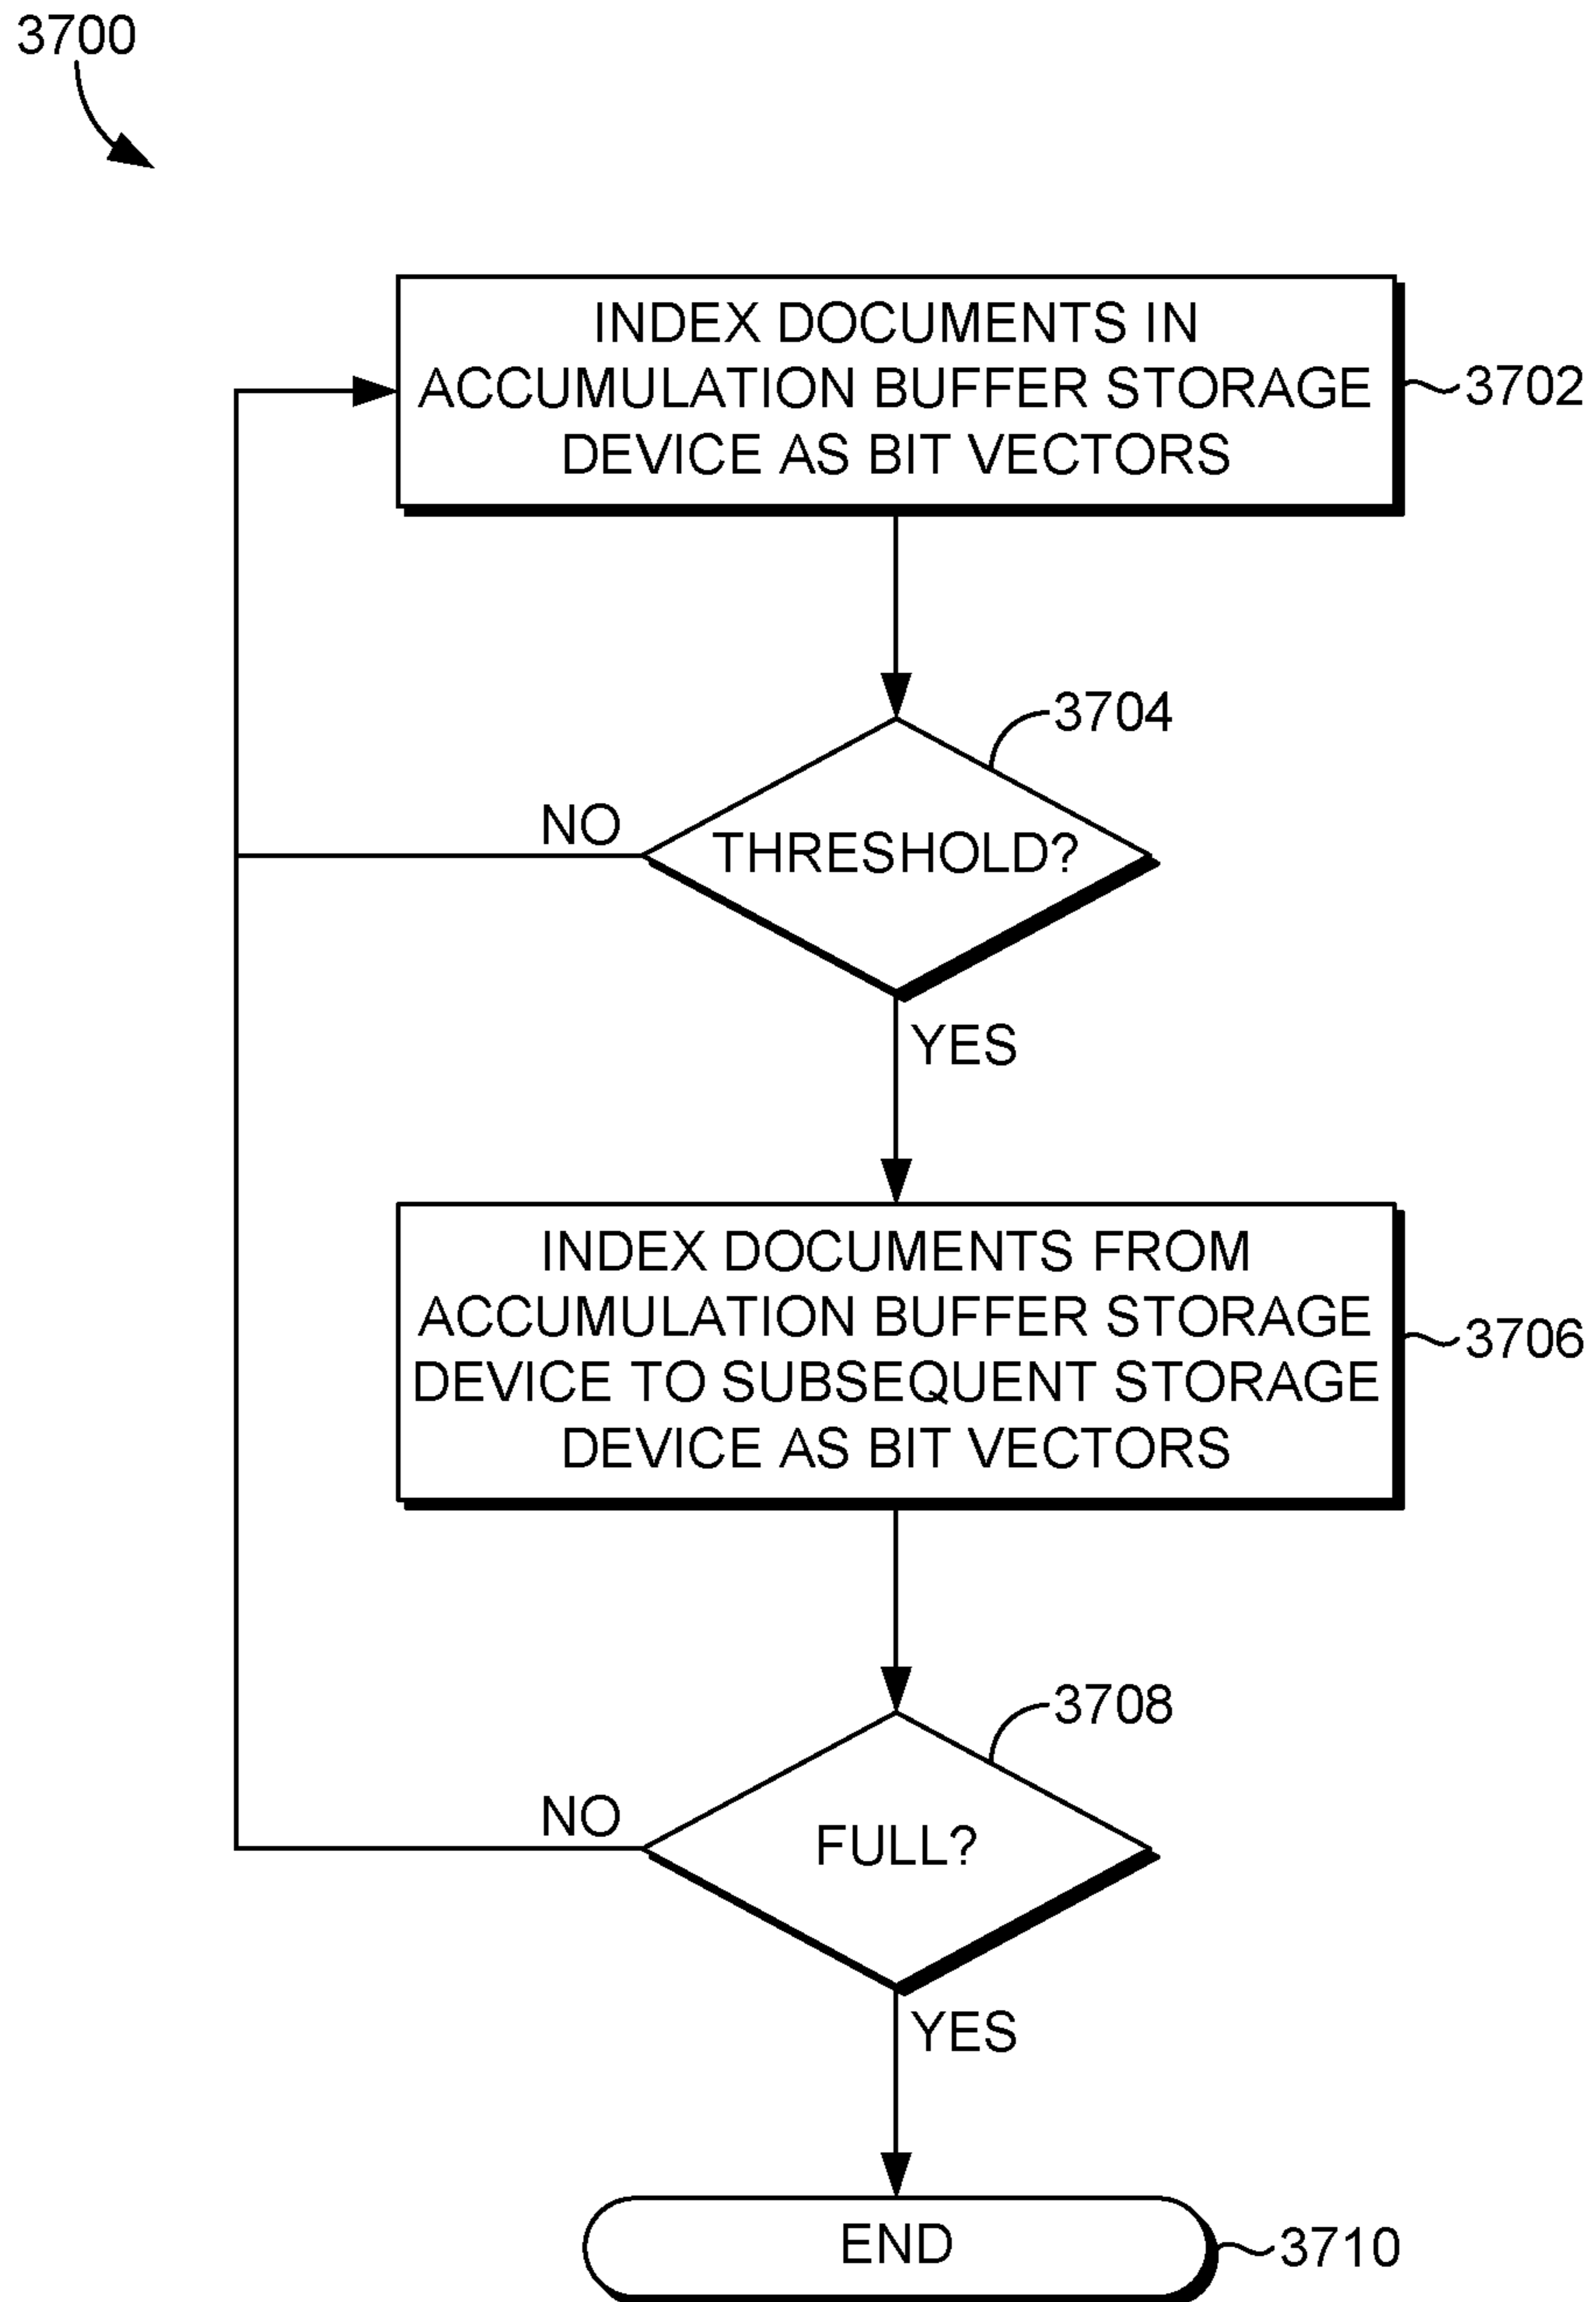 3700
INDEX DOCUMENTS IN
ACCUMULATION BUFFER STORAGE
DEVICE AS BIT VECTORS
3702
3704
THRESHOLD?
NO
YES
INDEX DOCUMENTS FROM
ACCUMULATION BUFFER STORAGE
DEVICE TO SUBSEQUENT STORAGE
DEVICE AS BIT VECTORS
3706
3708
FULL?
NO
YES
END
3710